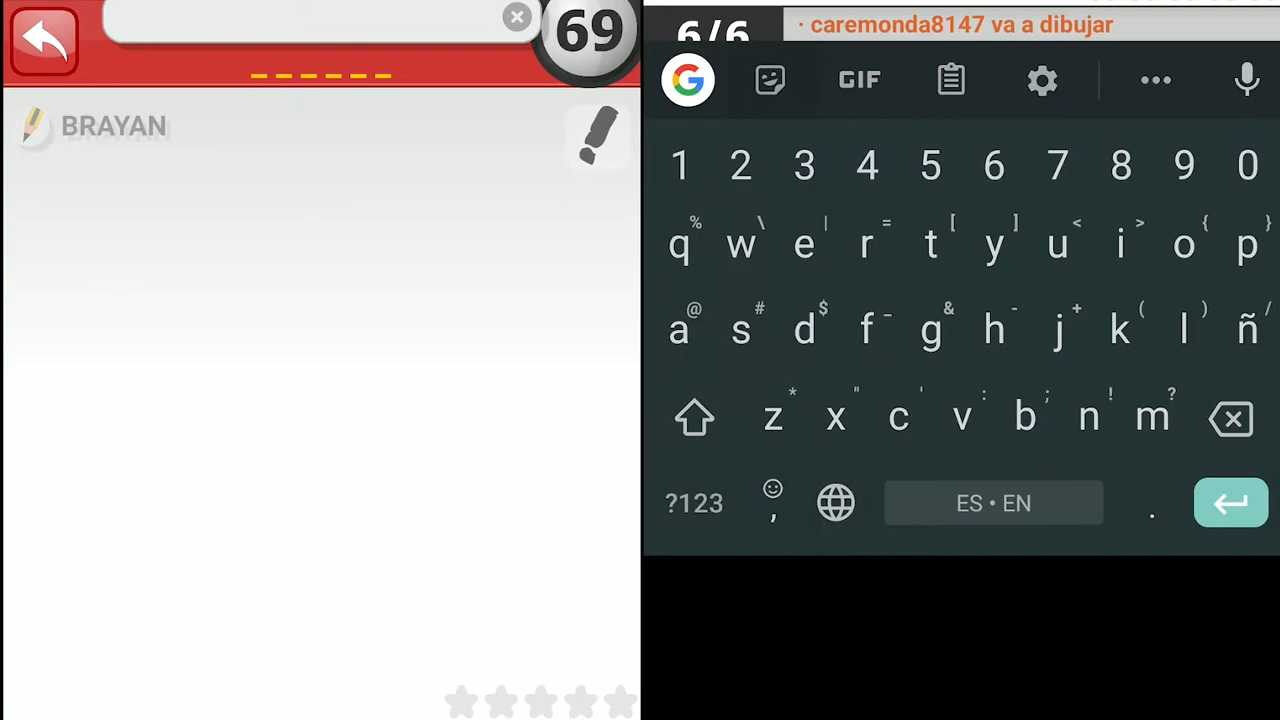 69
BRAYAN
6/6
· caremonda8147 va a dibujar
G GIF
1 2 3 4 5 6 7 8 9 0
% \ | = [ ] < > { }
q w e r t y u i o p
@ # $ _ & - + ( ) /
a s d f g h j k l ñ
* " ' : ; ! ?
z x c v b n m
?123 , ES • EN .